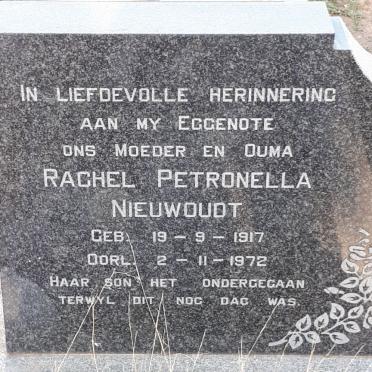 IN LIEFDEVOLLE HERINNERING
AAN MY EGGENOTE
ONS MOEDER EN OUMA
RACHEL PETRONELLA
NIEUWOUDT
GEB. 19 – 9 – 1917
OORL. 2 – 11 – 1972
HAAR SON HET ONDERGEGAAN
TERWYL DIT NOG DAG WAS